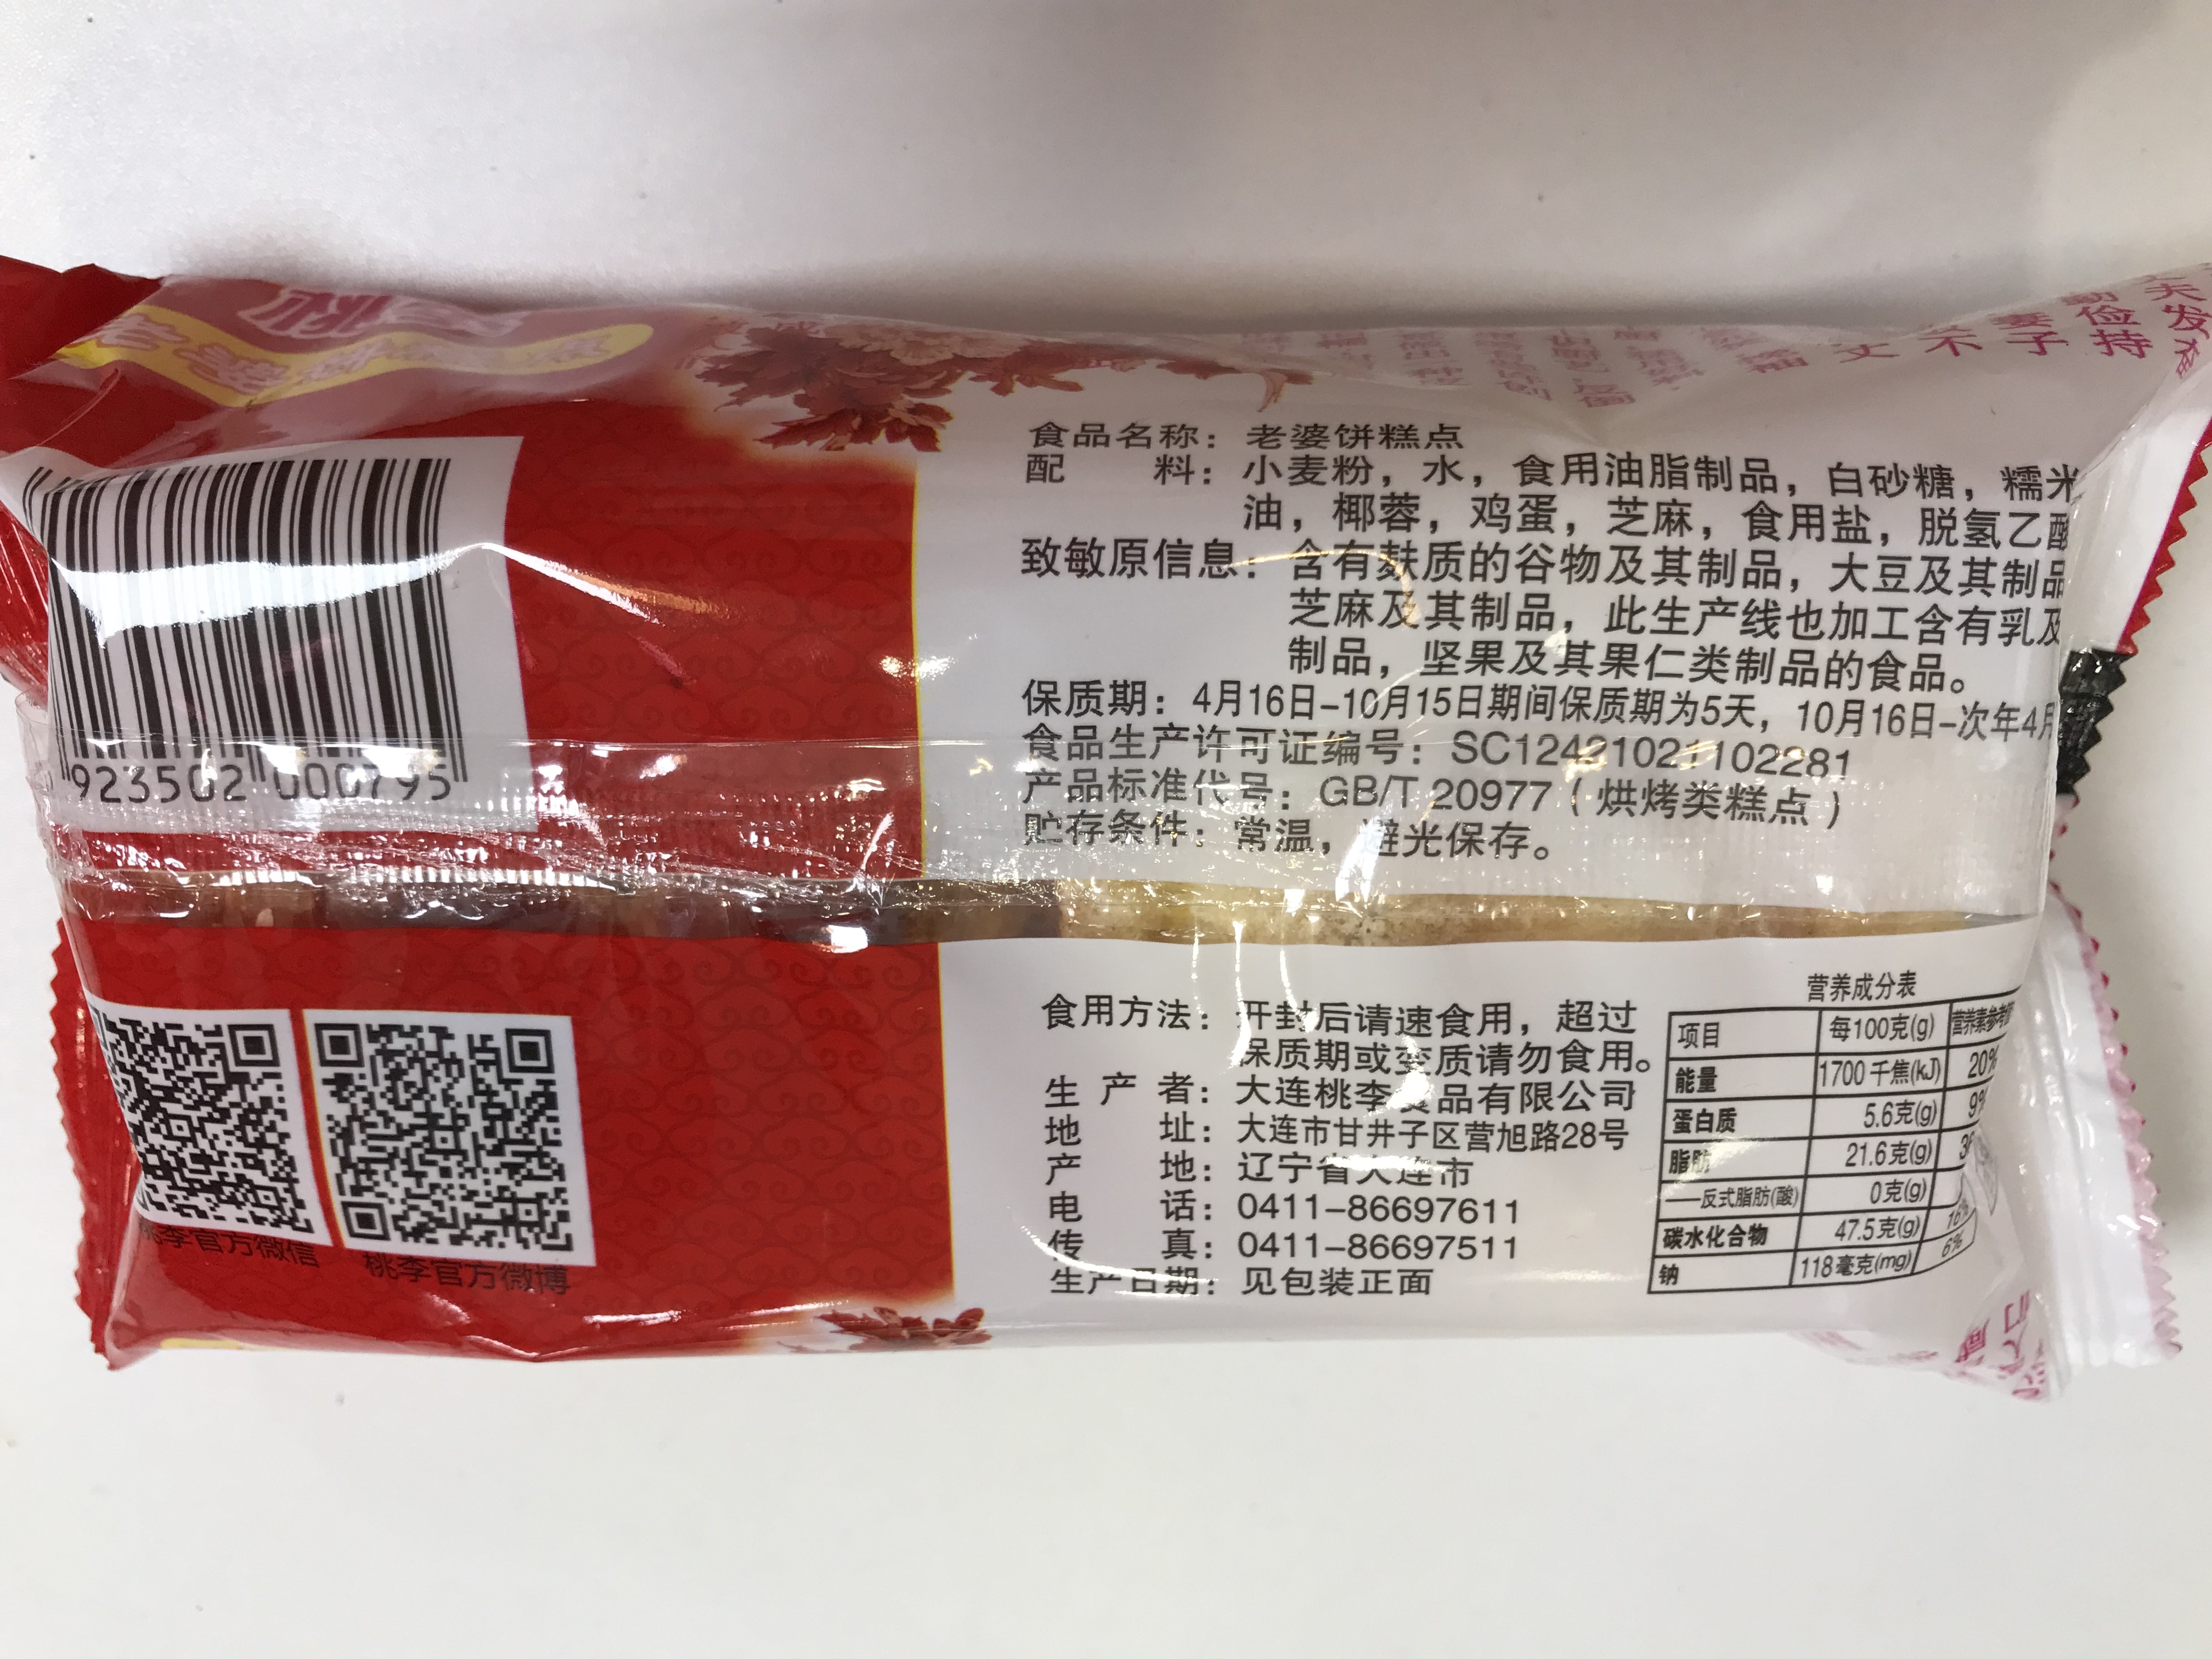 食品名称：老婆饼糕点
配 料：小麦粉，水，食用油脂制品，白砂糖，糯米
油，椰蓉，鸡蛋，芝麻，食用盐，脱氢乙酸
致敏原信息：含有麸质的谷物及其制品，大豆及其制品
芝麻及其制品，此生产线也加工含有乳及
制品，坚果及其果仁类制品的食品。
保质期：4月16日-10月15日期间保质期为5天，10月16日-次年4月
食品生产许可证编号：SC12421021102281
产品标准代号：GB/T 20977（烘烤类糕点）
贮存条件：常温，避光保存。
923502 000795
食用方法：开封后请速食用，超过
保质期或变质请勿食用。
生产者：大连桃李食品有限公司
地 址：大连市甘井子区营旭路28号
产 地：辽宁省大连市
电 话：0411-86697611
传 真：0411-86697511
生产日期：见包装正面
营养成分表
项目 每100克(g) 营养素参考
能量 1700千焦(kJ) 20%
蛋白质 5.6克(g) 9%
脂肪 21.6克(g)
—反式脂肪(酸) 0克(g)
碳水化合物 47.5克(g) 16%
钠 118毫克(mg) 6%
桃李官方微信
桃李官方微博